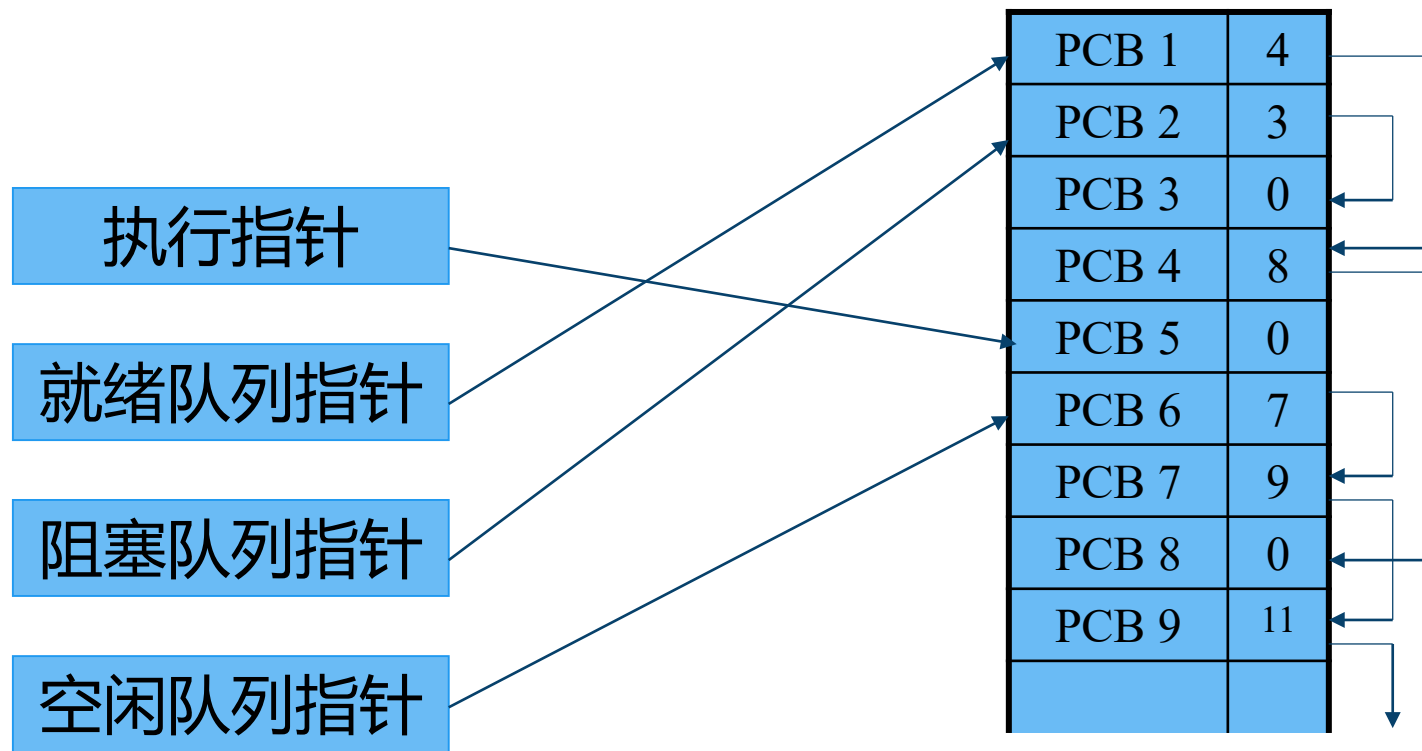 PCB 1 4
PCB 2 3
PCB 3 0
PCB 4 8
PCB 5 0
PCB 6 7
PCB 7 9
PCB 8 0
PCB 9 11
执行指针
就绪队列指针
阻塞队列指针
空闲队列指针